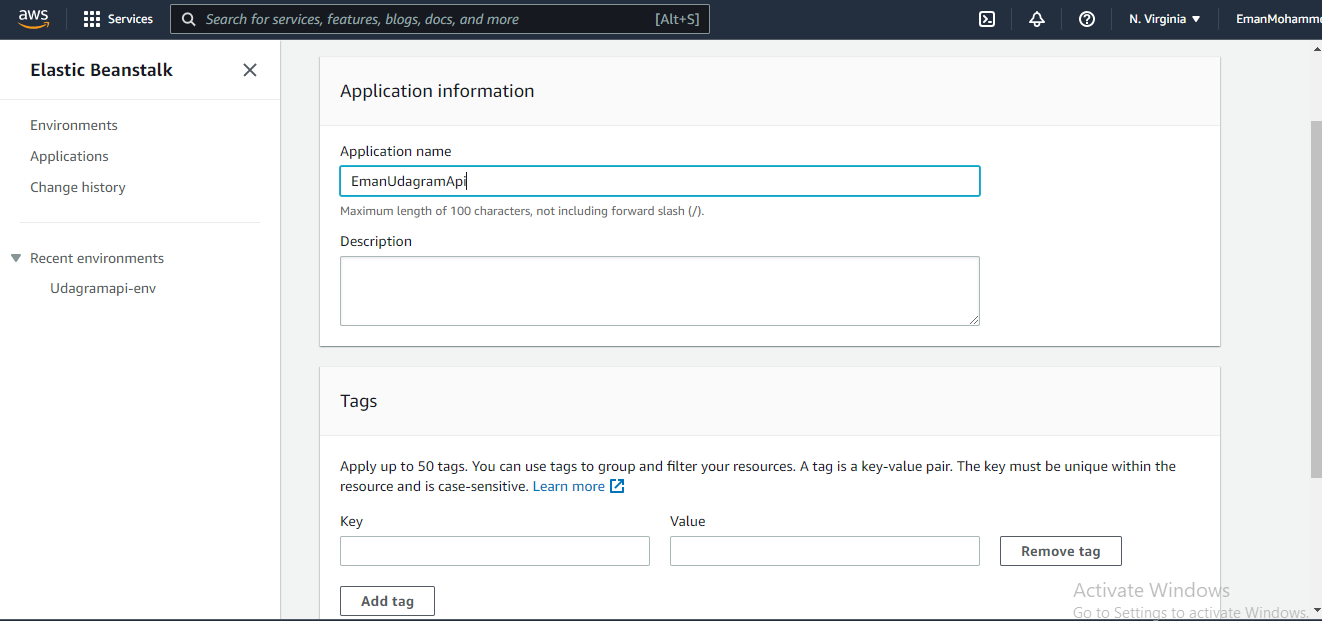 aws
Services
Search for services, features, blogs, docs, and more
[Alt+S]
N. Virginia ▼
EmanMohamme
Elastic Beanstalk
Environments
Applications
Change history
Recent environments
Udagramapi-env
Application information
Application name
EmanUdagramApi
Maximum length of 100 characters, not including forward slash (/).
Description
Tags
Apply up to 50 tags. You can use tags to group and filter your resources. A tag is a key-value pair. The key must be unique within the
resource and is case-sensitive. Learn more
Key
Value
Remove tag
Add tag
Activate Windows
Go to Settings to activate Windows.